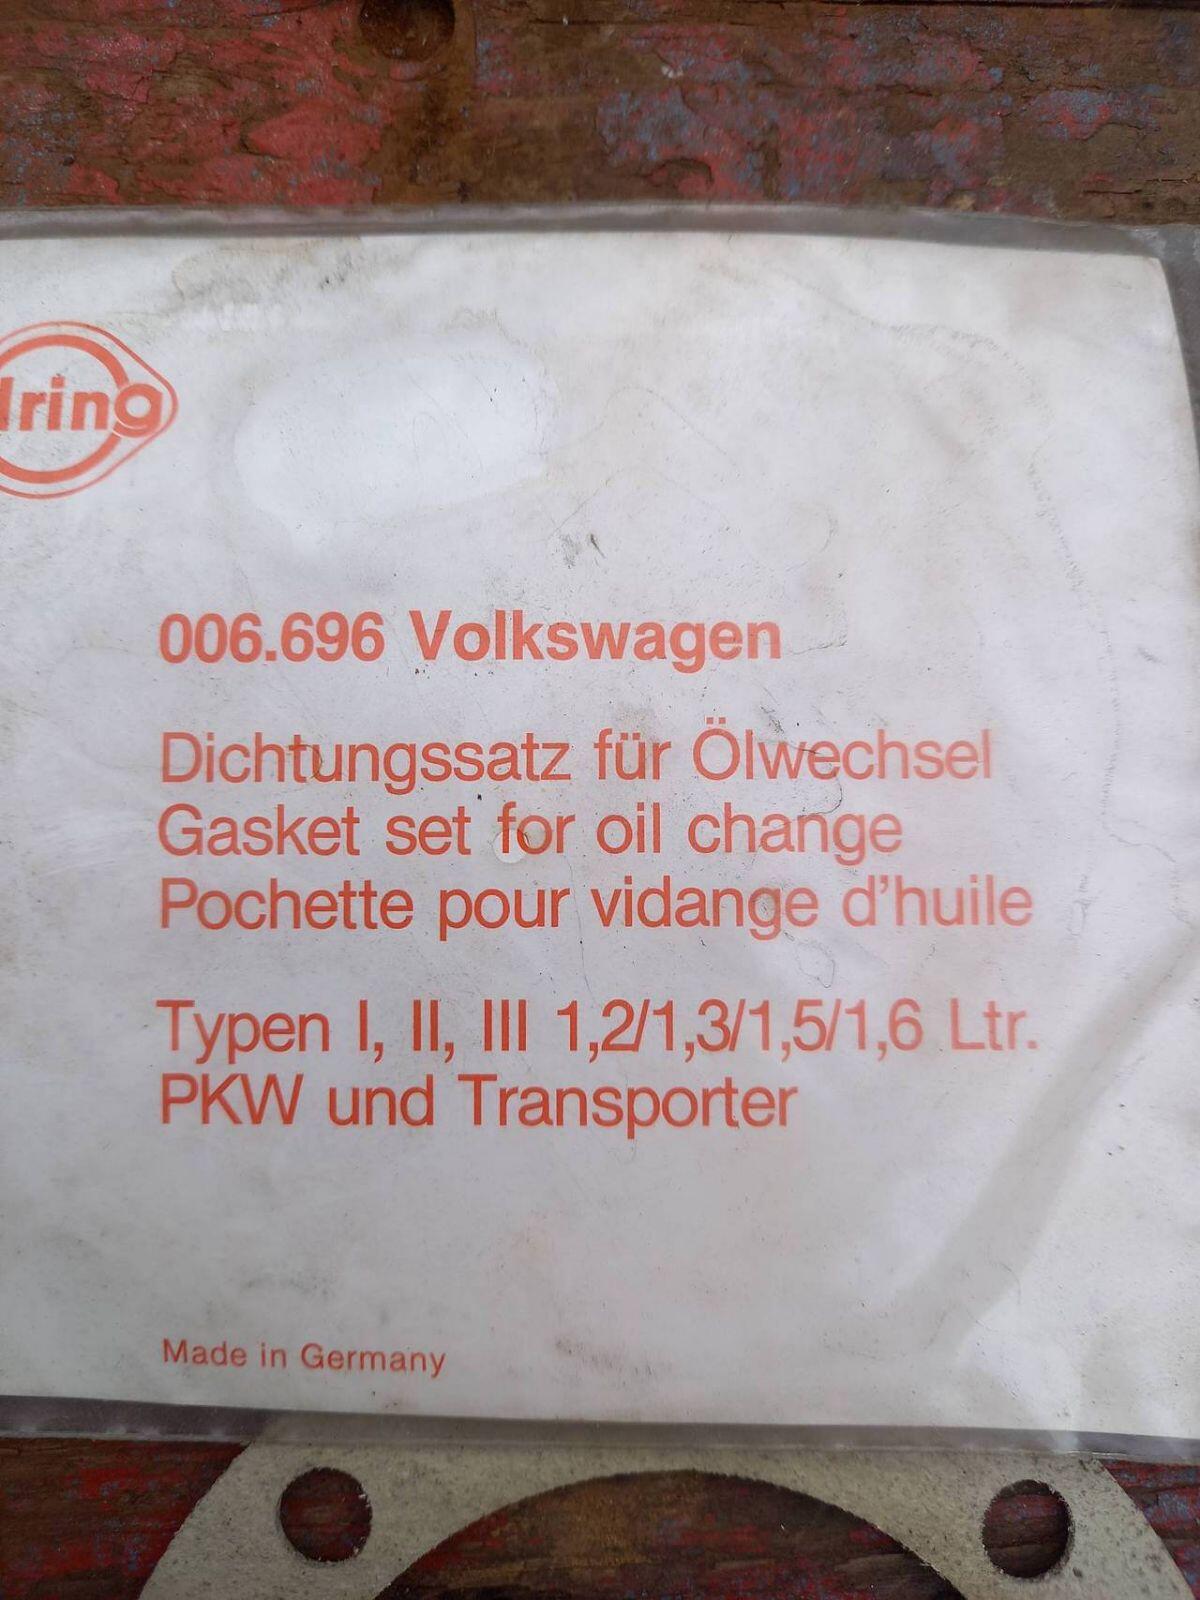 lring
006.696 Volkswagen
Dichtungssatz für Ölwechsel
Gasket set for oil change
Pochette pour vidange d'huile
Typen I, II, III 1,2/1,3/1,5/1,6 Ltr.
PKW und Transporter
Made in Germany